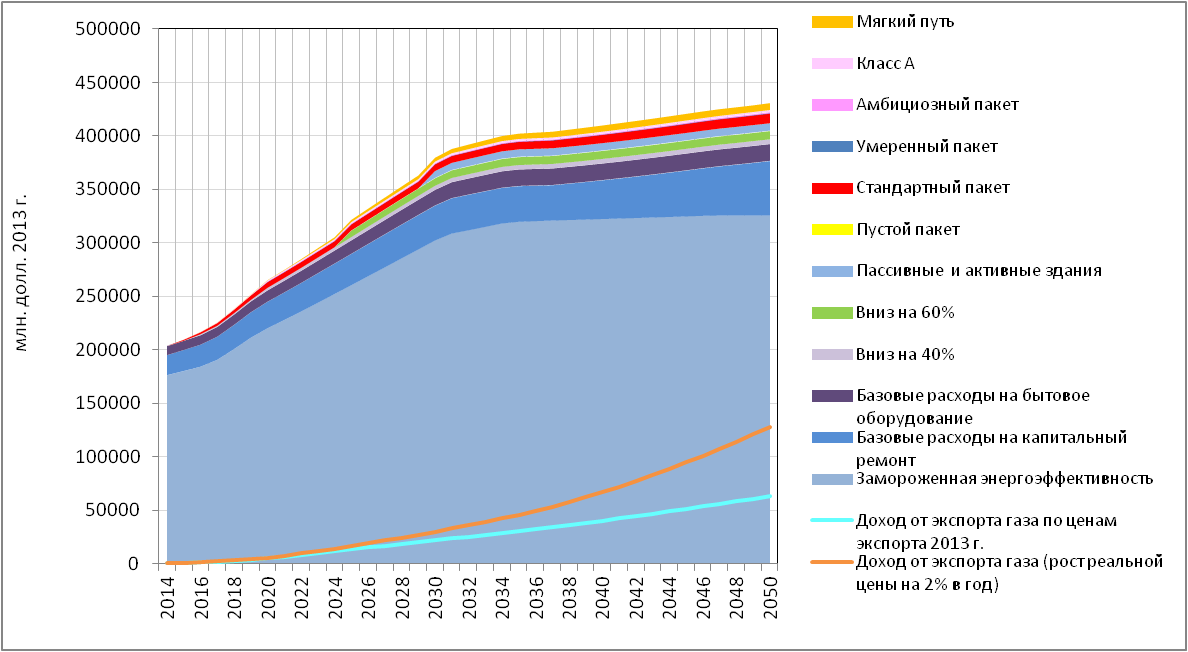 млн. долл. 2013 г.
500000
450000
400000
350000
300000
250000
200000
150000
100000
50000
0
2014
2016
2018
2020
2022
2024
2026
2028
2030
2032
2034
2036
2038
2040
2042
2044
2046
2048
2050
Мягкий путь
Класс А
Амбициозный пакет
Умеренный пакет
Стандартный пакет
Пустой пакет
Пассивные и активные здания
Вниз на 60%
Вниз на 40%
Базовые расходы на бытовое
оборудование
Базовые расходы на капитальный
ремонт
Замороженная энергоэффективность
Доход от экспорта газа по ценам
экспорта 2013 г.
Доход от экспорта газа (рост реальной
цены на 2% в год)